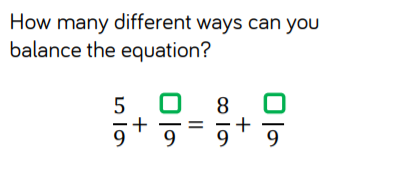 How many different ways can you
balance the equation?
5/9 + □/9 = 8/9 + □/9